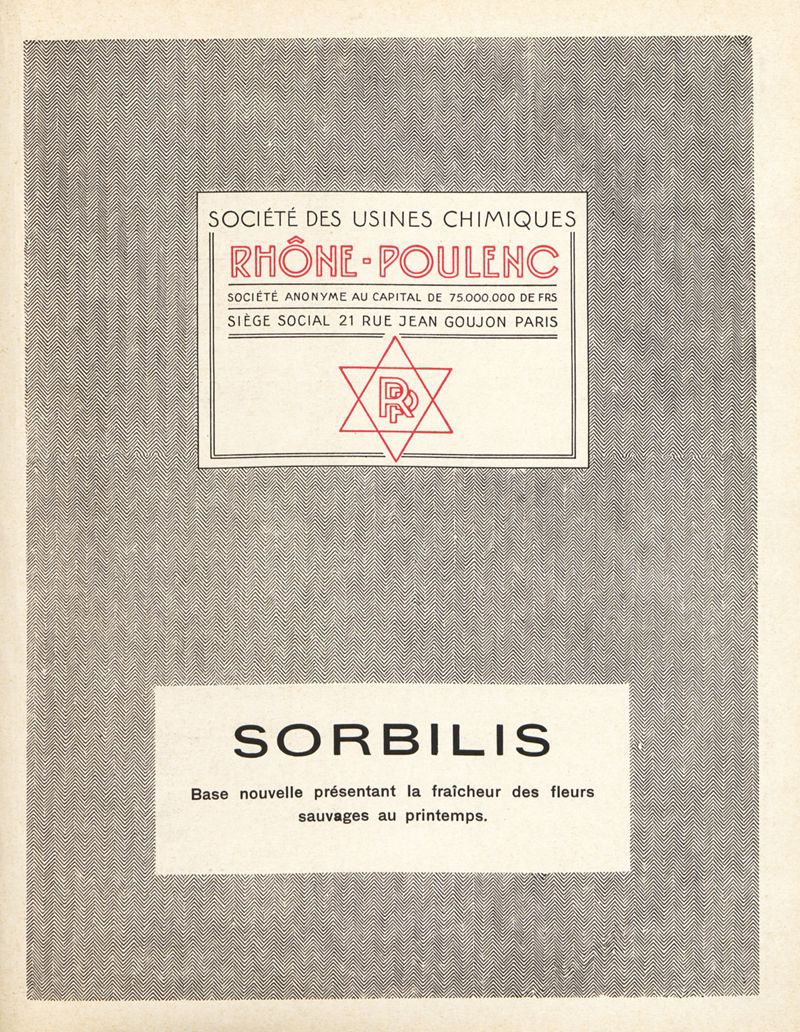 SOCIÉTÉ DES USINES CHIMIQUES
RHÔNE-POULENC
SOCIÉTÉ ANONYME AU CAPITAL DE 75.000.000 DE FRS
SIÈGE SOCIAL 21 RUE JEAN GOUJON PARIS
RP
SORBILIS
Base nouvelle présentant la fraîcheur des fleurs
sauvages au printemps.